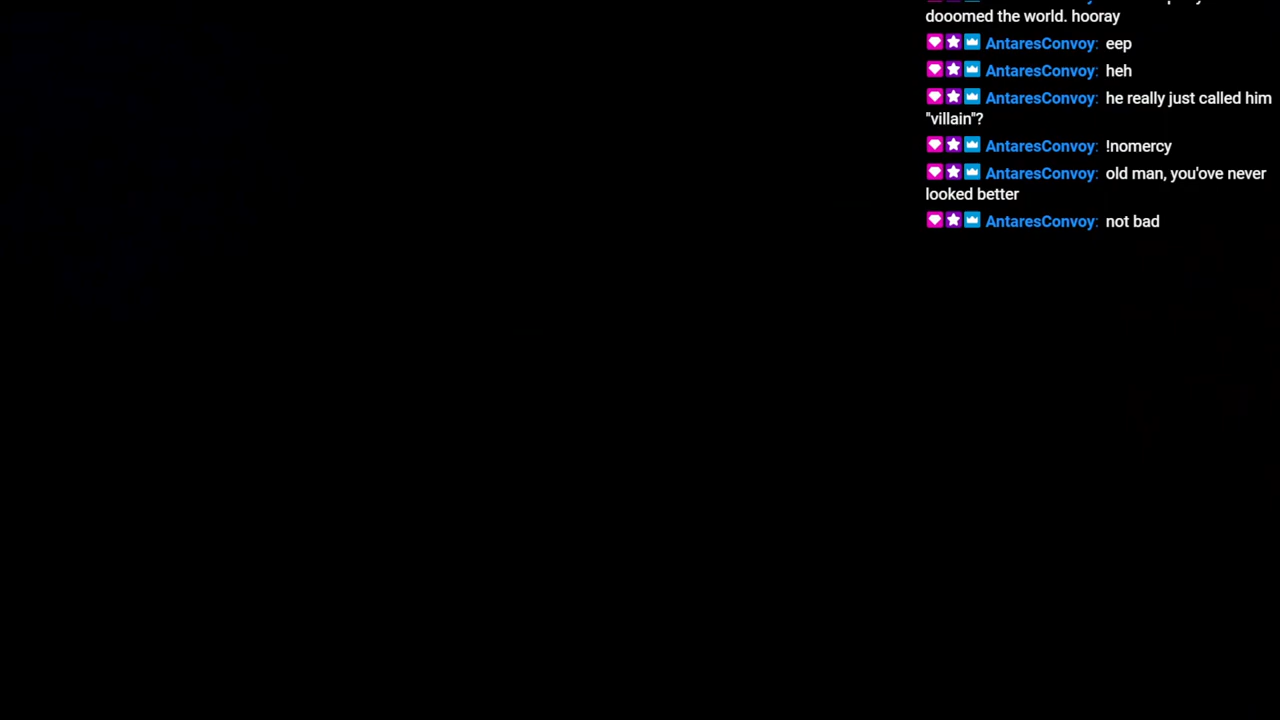 dooomed the world. hooray
AntaresConvoy: eep
AntaresConvoy: heh
AntaresConvoy: he really just called him
"villain"?
AntaresConvoy: !nomercy
AntaresConvoy: old man, you'ove never
looked better
AntaresConvoy: not bad